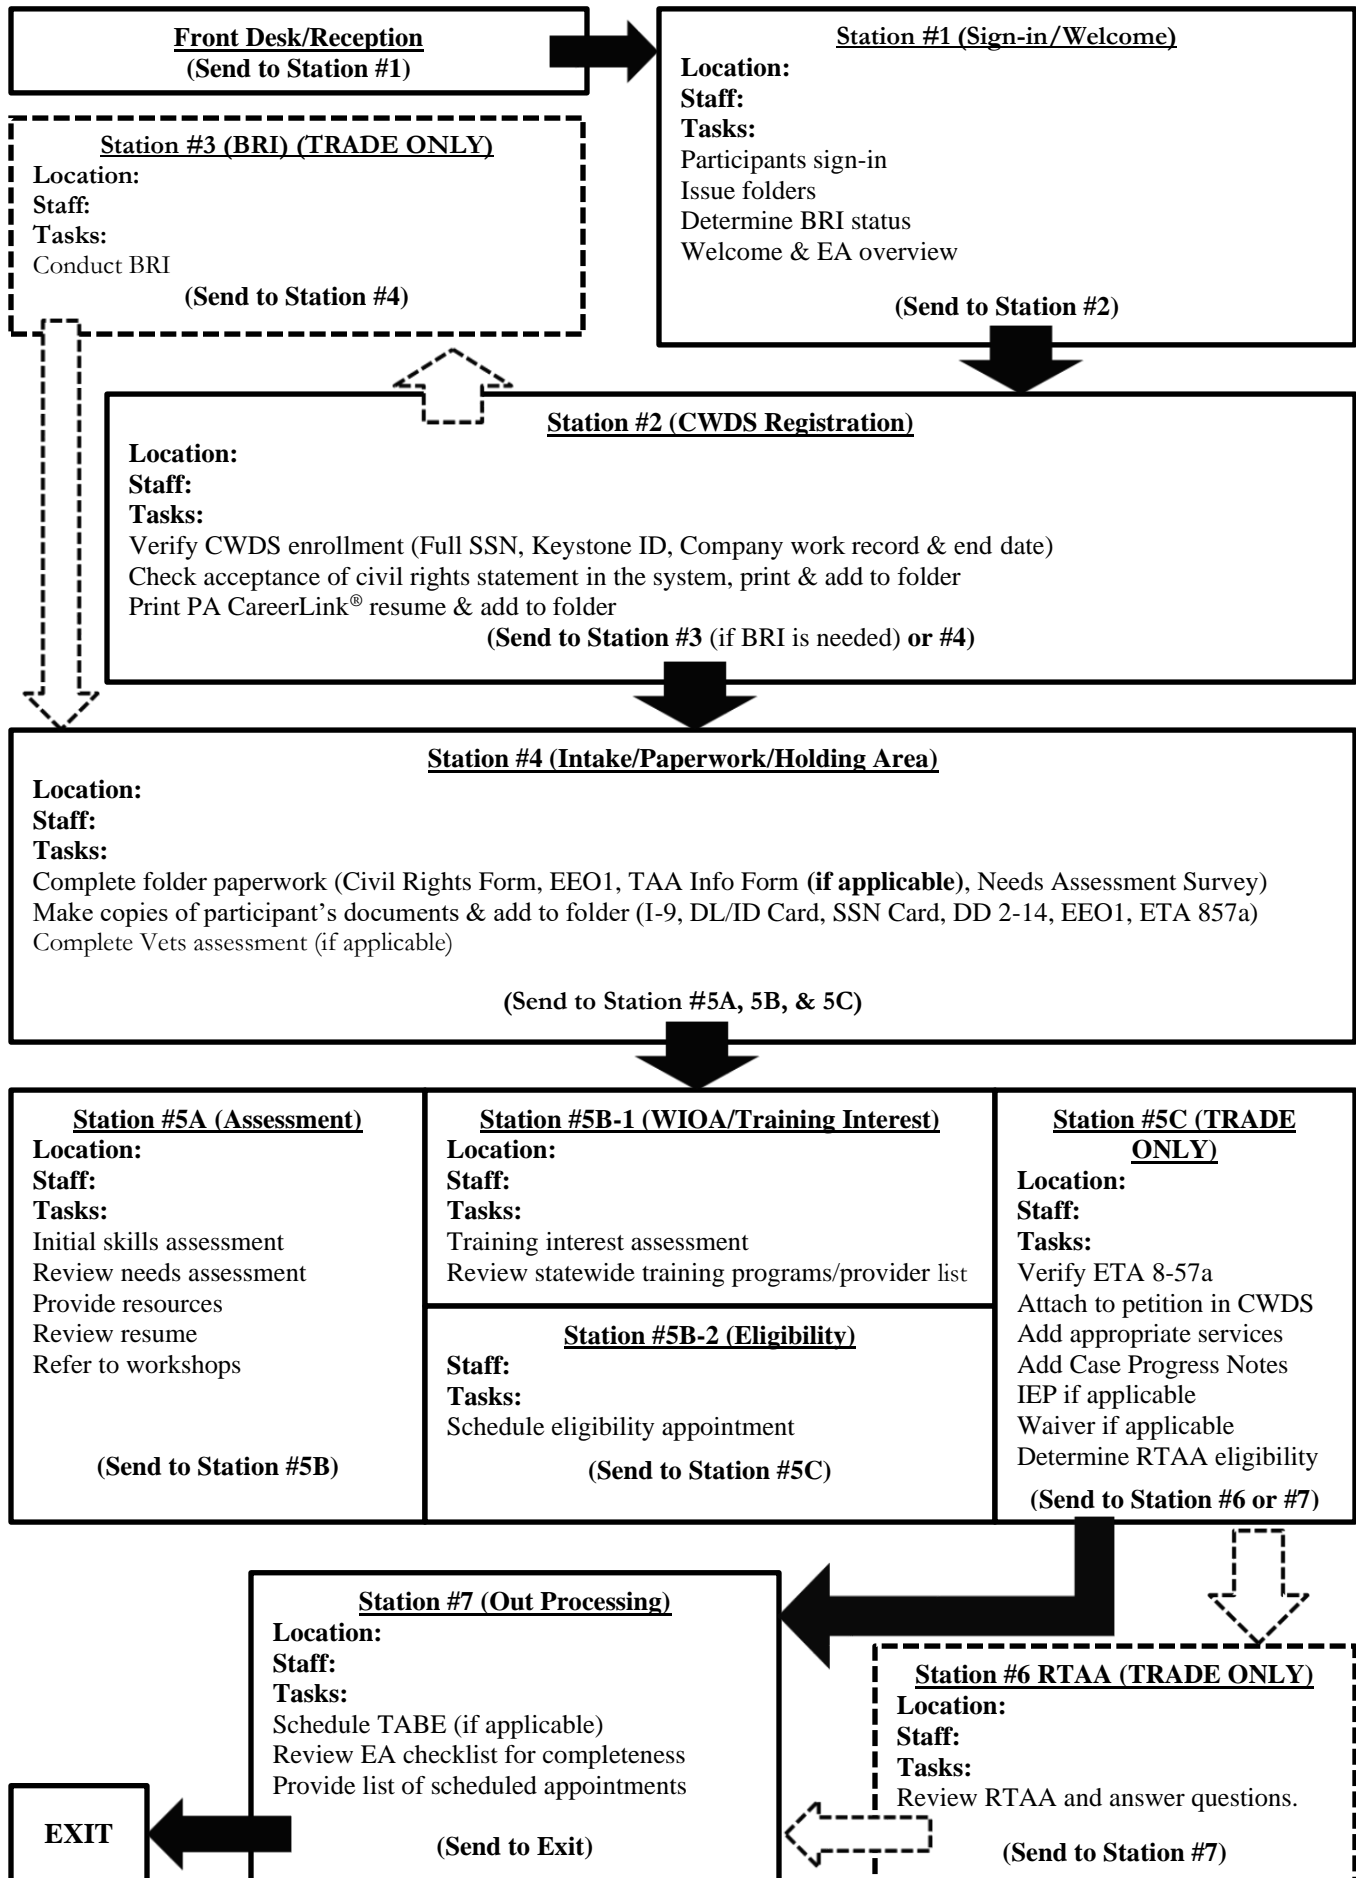 Front Desk/Reception
(Send to Station #1)
Station #1 (Sign-in/Welcome)
Location:
Staff:
Tasks:
Participants sign-in
Issue folders
Determine BRI status
Welcome & EA overview
(Send to Station #2)
Station #3 (BRI) (TRADE ONLY)
Location:
Staff:
Tasks:
Conduct BRI
(Send to Station #4)
Station #2 (CWDS Registration)
Location:
Staff:
Tasks:
Verify CWDS enrollment (Full SSN, Keystone ID, Company work record & end date)
Check acceptance of civil rights statement in the system, print & add to folder
Print PA CareerLink® resume & add to folder
(Send to Station #3 (if BRI is needed) or #4)
Station #4 (Intake/Paperwork/Holding Area)
Location:
Staff:
Tasks:
Complete folder paperwork (Civil Rights Form, EEO1, TAA Info Form (if applicable), Needs Assessment Survey)
Make copies of participant’s documents & add to folder (I-9, DL/ID Card, SSN Card, DD 2-14, EEO1, ETA 857a)
Complete Vets assessment (if applicable)
(Send to Station #5A, 5B, & 5C)
Station #5A (Assessment)
Location:
Staff:
Tasks:
Initial skills assessment
Review needs assessment
Provide resources
Review resume
Refer to workshops
(Send to Station #5B)
Station #5B-1 (WIOA/Training Interest)
Location:
Staff:
Tasks:
Training interest assessment
Review statewide training programs/provider list
Station #5B-2 (Eligibility)
Staff:
Tasks:
Schedule eligibility appointment
(Send to Station #5C)
Station #5C (TRADE
ONLY)
Location:
Staff:
Tasks:
Verify ETA 8-57a
Attach to petition in CWDS
Add appropriate services
Add Case Progress Notes
IEP if applicable
Waiver if applicable
Determine RTAA eligibility
(Send to Station #6 or #7)
Station #7 (Out Processing)
Location:
Staff:
Tasks:
Schedule TABE (if applicable)
Review EA checklist for completeness
Provide list of scheduled appointments
(Send to Exit)
Station #6 RTAA (TRADE ONLY)
Location:
Staff:
Tasks:
Review RTAA and answer questions.
(Send to Station #7)
EXIT